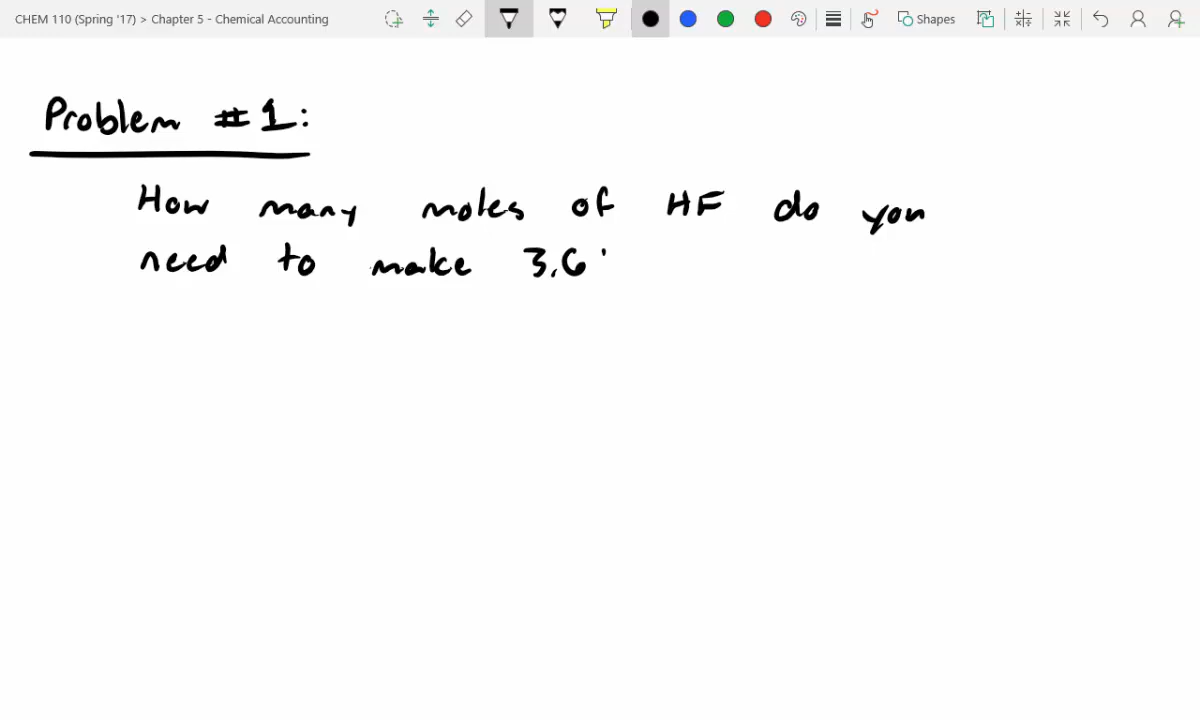 CHEM 110 (Spring '17) > Chapter 5 - Chemical Accounting
Shapes
Problem #1:
How many moles of HF do you
need to make 3.6'